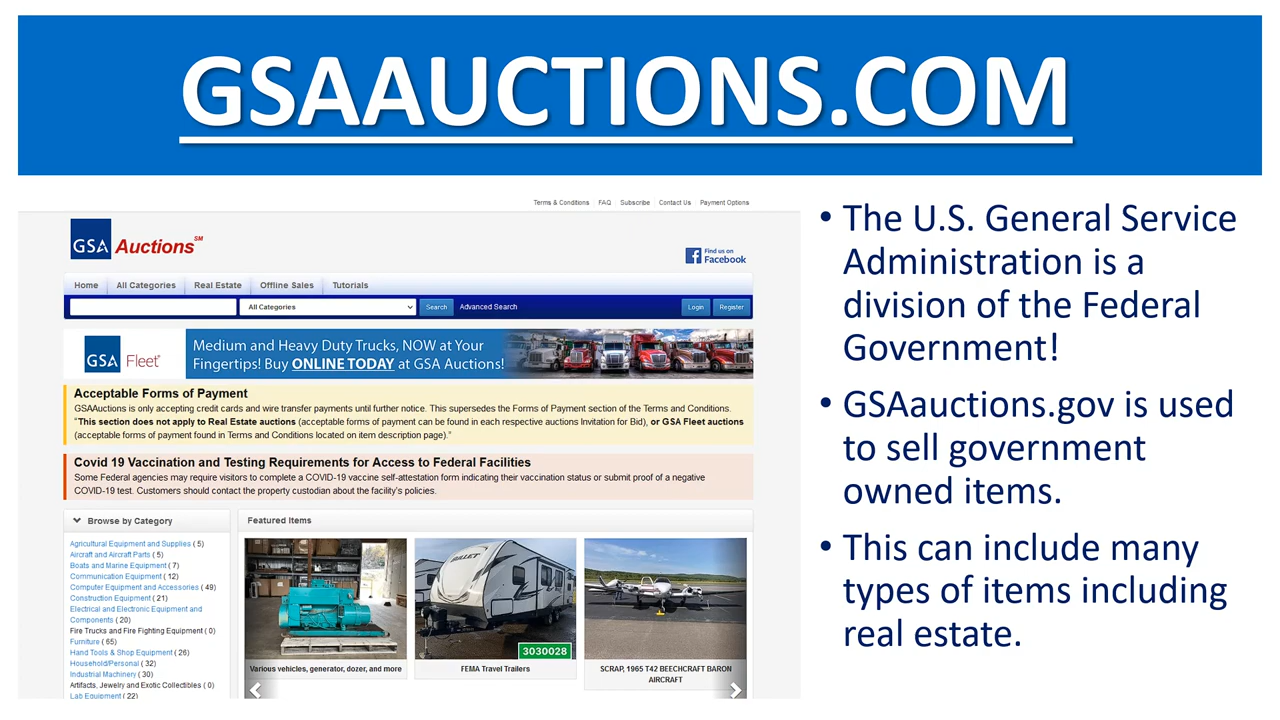 GSAAUCTIONS.COM
Terms & Conditions FAQ Subscribe Contact Us Payment Options
GSA Auctions SM
Find us on
Facebook
Home All Categories Real Estate Offline Sales Tutorials
All Categories Search Advanced Search Login Register
GSA Fleet
Medium and Heavy Duty Trucks, NOW at Your
Fingertips! Buy ONLINE TODAY at GSA Auctions!
Acceptable Forms of Payment
GSAAuctions is only accepting credit cards and wire transfer payments until further notice. This supersedes the Forms of Payment section of the Terms and Conditions.
"This section does not apply to Real Estate auctions (acceptable forms of payment can be found in each respective auctions Invitation for Bid), or GSA Fleet auctions
(acceptable forms of payment found in Terms and Conditions located on item description page)."
Covid 19 Vaccination and Testing Requirements for Access to Federal Facilities
Some Federal agencies may require visitors to complete a COVID-19 vaccine self-attestation form indicating their vaccination status or submit proof of a negative
COVID-19 test. Customers should contact the property custodian about the facility's policies.
Browse by Category
Agricultural Equipment and Supplies ( 5)
Aircraft and Aircraft Parts ( 5)
Boats and Marine Equipment ( 7)
Communication Equipment ( 12)
Computer Equipment and Accessories ( 49)
Construction Equipment ( 21)
Electrical and Electronic Equipment and
Components ( 20)
Fire Trucks and Fire Fighting Equipment ( 0)
Furniture ( 65)
Hand Tools & Shop Equipment ( 26)
Household/Personal ( 32)
Industrial Machinery ( 30)
Artifacts, Jewelry and Exotic Collectibles ( 0)
Lab Equipment ( 22)
Featured Items
BULLET
3030028
Various vehicles, generator, dozer, and more
FEMA Travel Trailers
SCRAP, 1965 T42 BEECHCRAFT BARON
AIRCRAFT
• The U.S. General Service
Administration is a
division of the Federal
Government!
• GSAauctions.gov is used
to sell government
owned items.
• This can include many
types of items including
real estate.